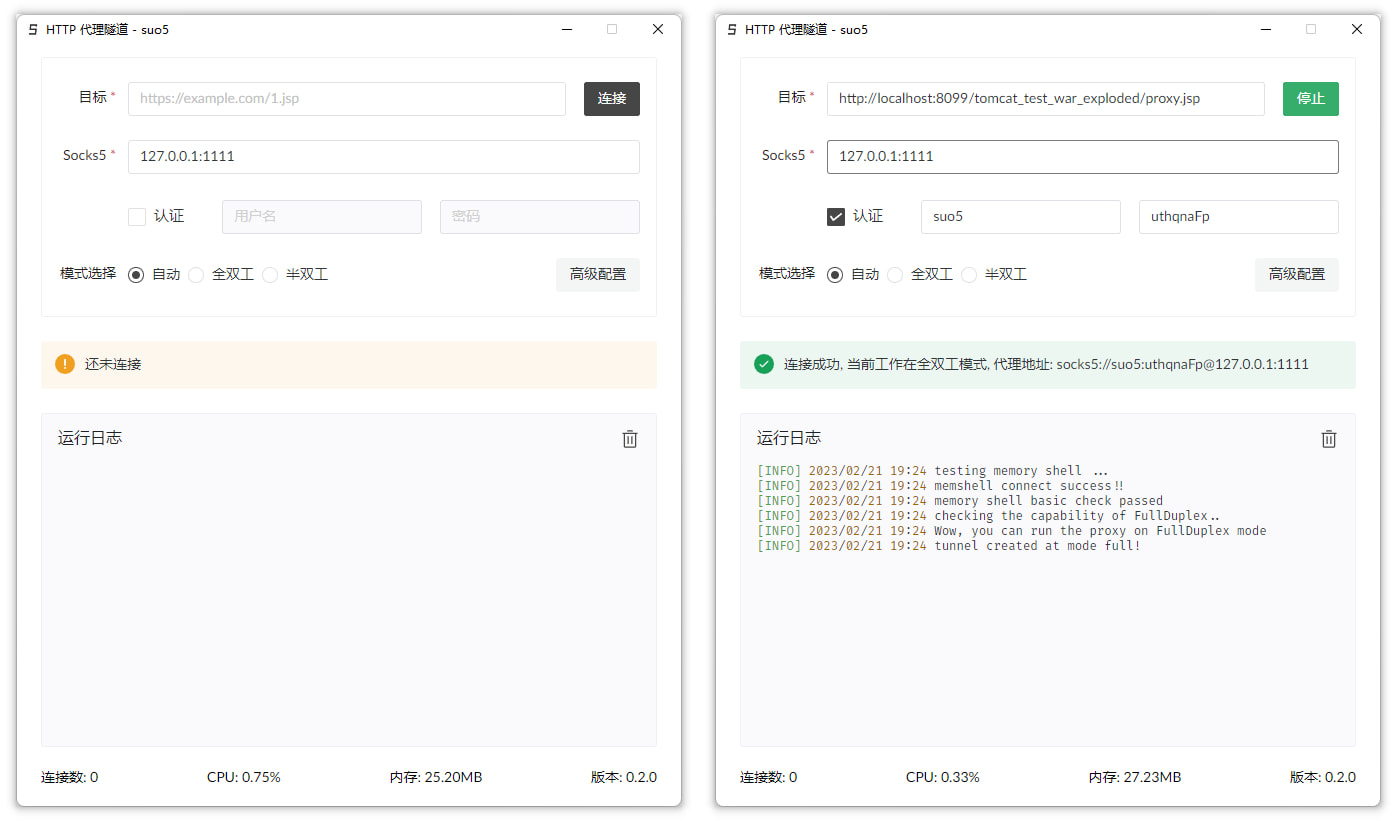 HTTP 代理隧道 - suo5
目标 * https://example.com/1.jsp 连接
Socks5 * 127.0.0.1:1111
认证 用户名 密码
模式选择 自动 全双工 半双工 高级配置
还未连接
运行日志
连接数: 0 CPU: 0.75% 内存: 25.20MB 版本: 0.2.0
HTTP 代理隧道 - suo5
目标 * http://localhost:8099/tomcat_test_war_exploded/proxy.jsp 停止
Socks5 * 127.0.0.1:1111
认证 suo5 uthqnaFp
模式选择 自动 全双工 半双工 高级配置
连接成功, 当前工作在全双工模式, 代理地址: socks5://suo5:uthqnaFp@127.0.0.1:1111
运行日志
[INFO] 2023/02/21 19:24 testing memory shell ...
[INFO] 2023/02/21 19:24 memshell connect success!!
[INFO] 2023/02/21 19:24 memory shell basic check passed
[INFO] 2023/02/21 19:24 checking the capability of FullDuplex..
[INFO] 2023/02/21 19:24 Wow, you can run the proxy on FullDuplex mode
[INFO] 2023/02/21 19:24 tunnel created at mode full!
连接数: 0 CPU: 0.33% 内存: 27.23MB 版本: 0.2.0